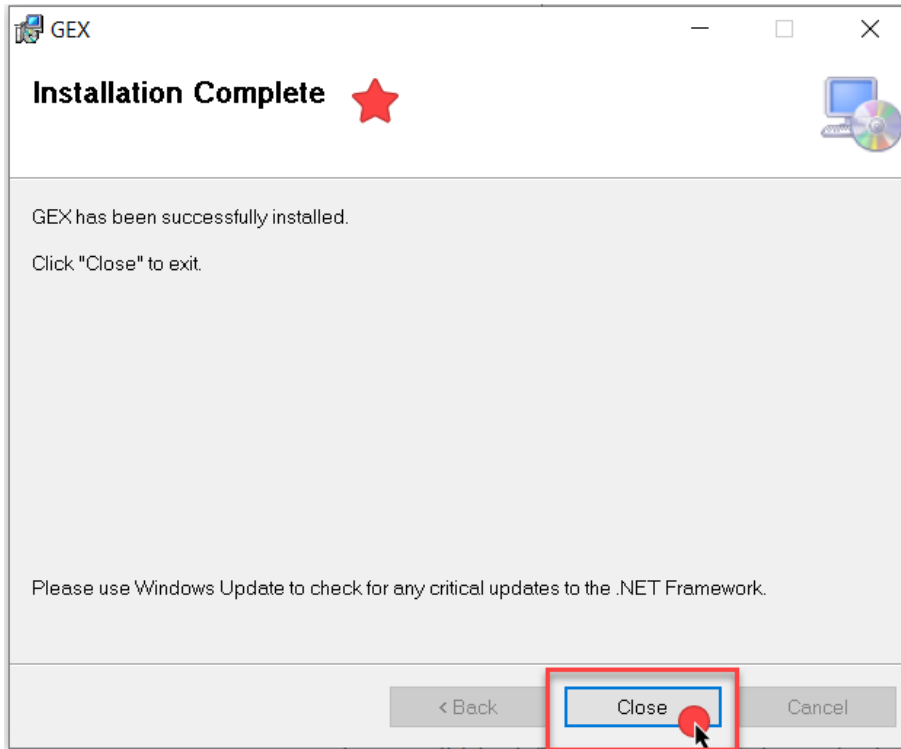 GEX
Installation Complete
GEX has been successfully installed.
Click "Close" to exit.
Please use Windows Update to check for any critical updates to the .NET Framework.
< Back
Close
Cancel